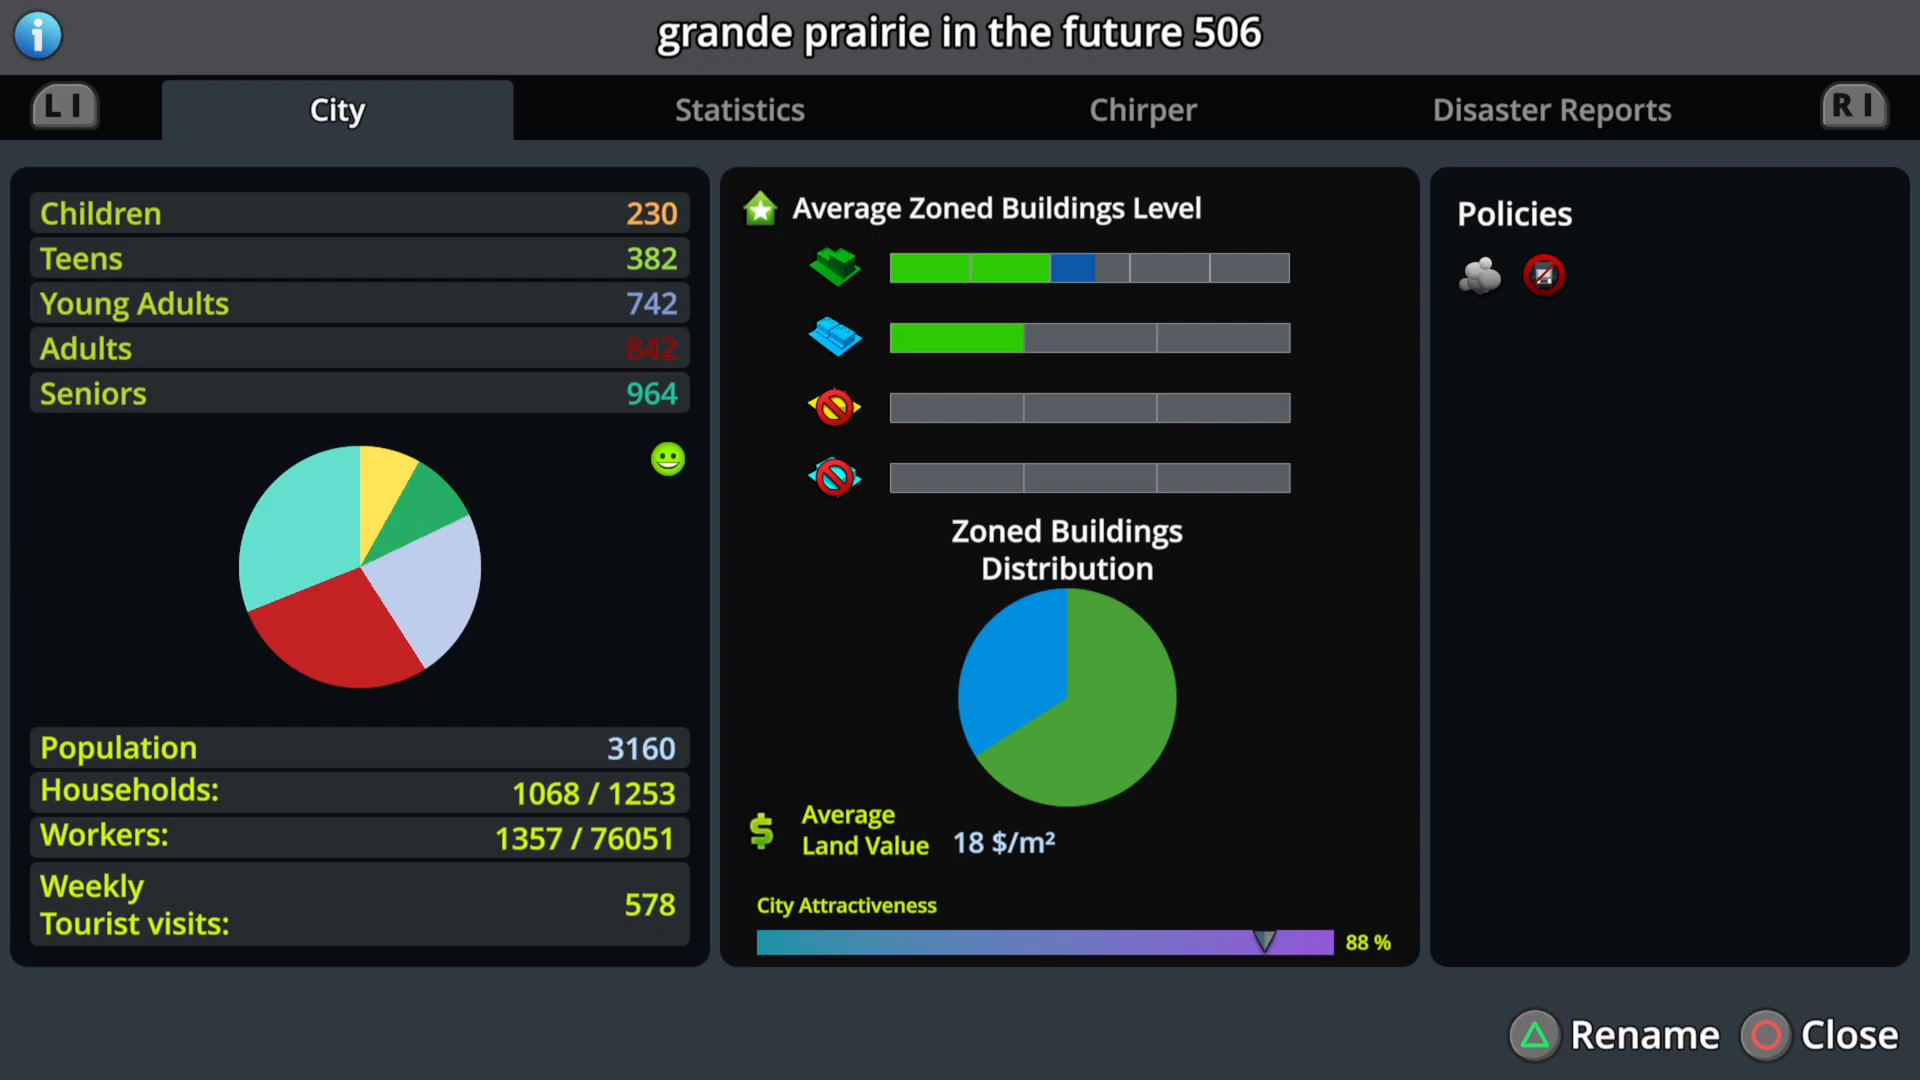 grande prairie in the future 506
L1
City
Statistics
Chirper
Disaster Reports
R1
Children 230
Teens 382
Young Adults 742
Adults 842
Seniors 964
Population 3160
Households: 1068 / 1253
Workers: 1357 / 76051
Weekly
Tourist visits: 578
Average Zoned Buildings Level
Zoned Buildings
Distribution
$
Average
Land Value 18 $/m²
City Attractiveness
88 %
Policies
Rename
Close